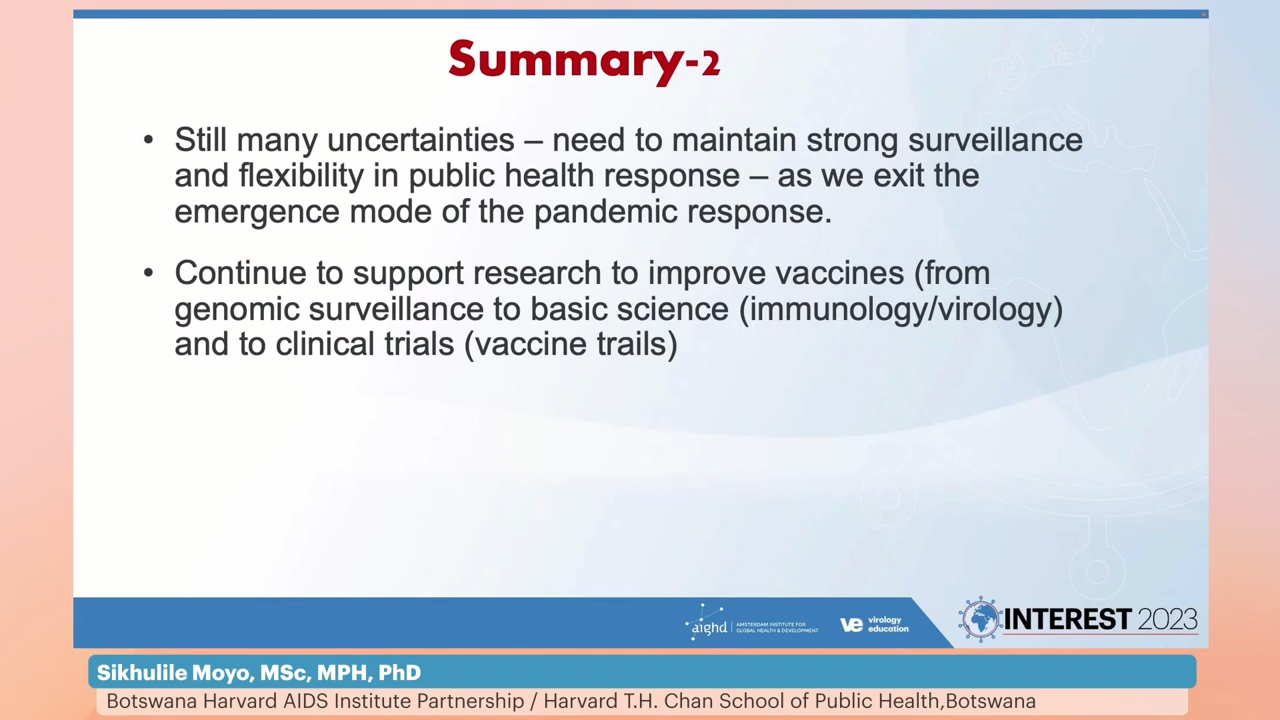 Summary-2
• Still many uncertainties – need to maintain strong surveillance
and flexibility in public health response – as we exit the
emergence mode of the pandemic response.
• Continue to support research to improve vaccines (from
genomic surveillance to basic science (immunology/virology)
and to clinical trials (vaccine trails)
aighd
AMSTERDAM INSTITUTE FOR
GLOBAL HEALTH & DEVELOPMENT
ve virology
education
INTEREST 2023
Sikhulile Moyo, MSc, MPH, PhD
Botswana Harvard AIDS Institute Partnership / Harvard T.H. Chan School of Public Health,Botswana